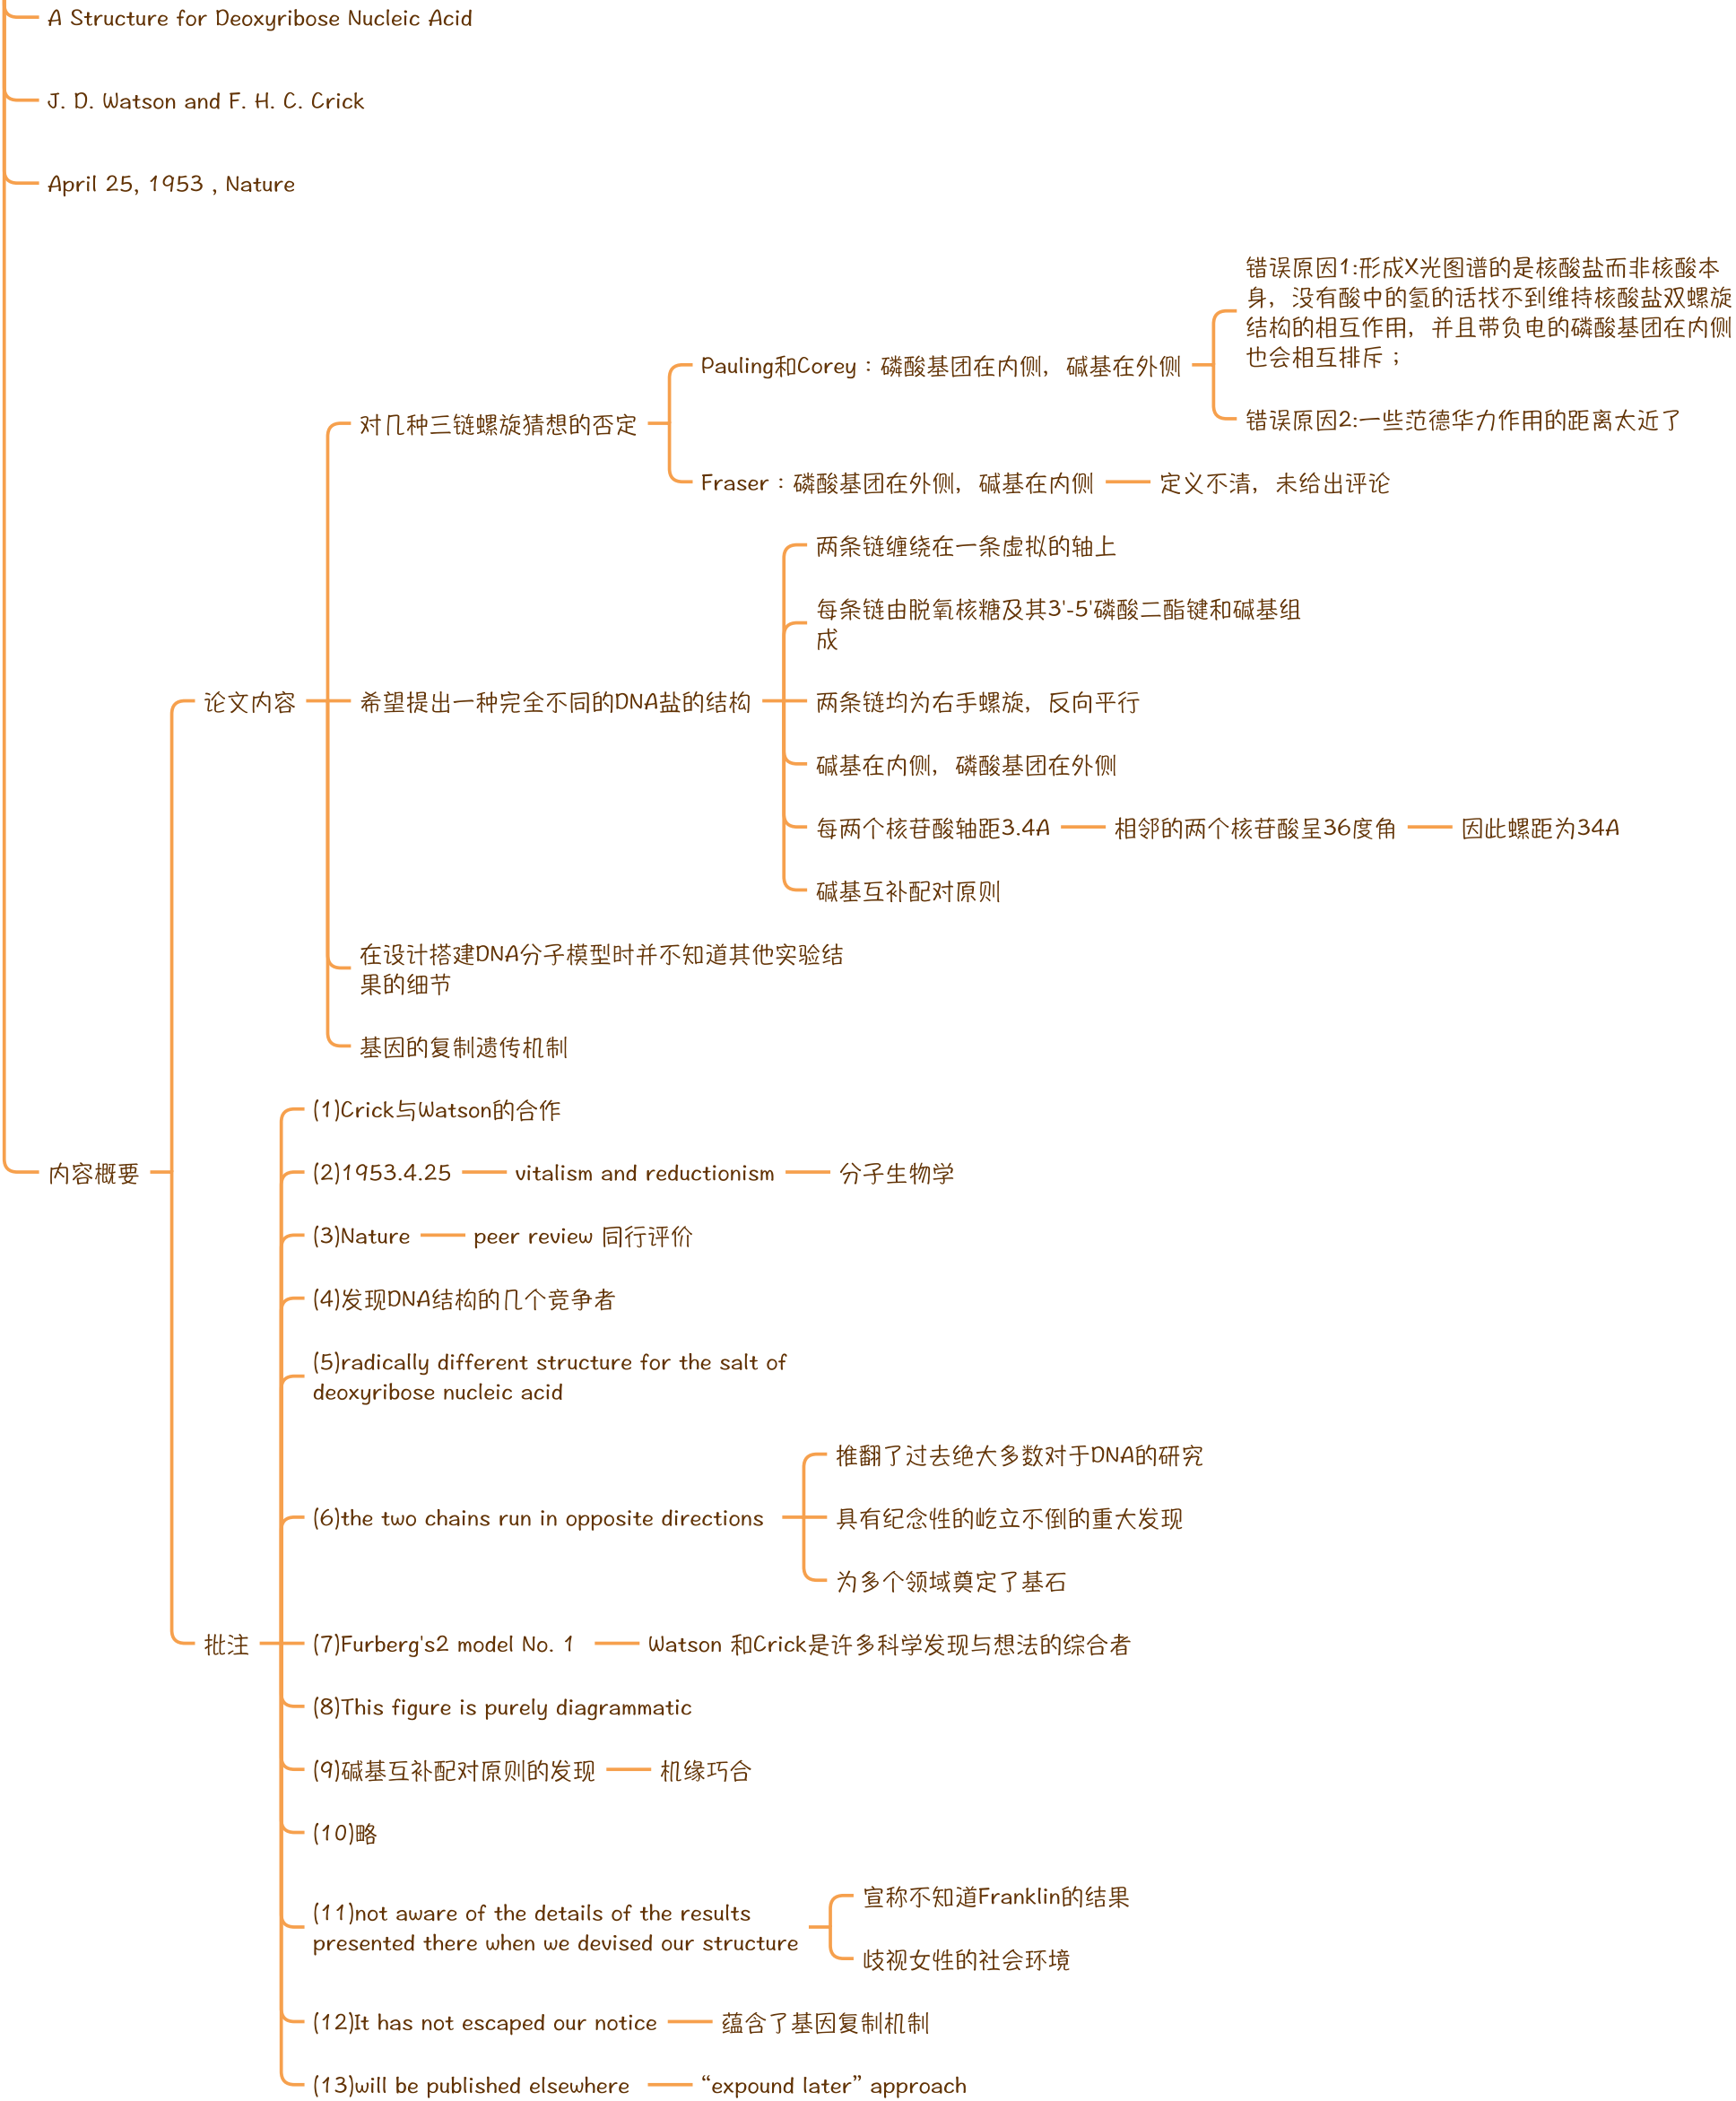 A Structure for Deoxyribose Nucleic Acid
J. D. Watson and F. H. C. Crick
April 25, 1953 , Nature
内容概要
论文内容
对几种三链螺旋猜想的否定
Pauling和Corey：磷酸基团在内侧，碱基在外侧
错误原因1:形成X光图谱的是核酸盐而非核酸本
身，没有酸中的氢的话找不到维持核酸盐双螺旋
结构的相互作用，并且带负电的磷酸基团在内侧
也会相互排斥；
错误原因2:一些范德华力作用的距离太近了
Fraser：磷酸基团在外侧，碱基在内侧
定义不清，未给出评论
希望提出一种完全不同的DNA盐的结构
两条链缠绕在一条虚拟的轴上
每条链由脱氧核糖及其3'-5'磷酸二酯键和碱基组
成
两条链均为右手螺旋，反向平行
碱基在内侧，磷酸基团在外侧
每两个核苷酸轴距3.4A
相邻的两个核苷酸呈36度角
因此螺距为34A
碱基互补配对原则
在设计搭建DNA分子模型时并不知道其他实验结
果的细节
基因的复制遗传机制
批注
(1)Crick与Watson的合作
(2)1953.4.25
vitalism and reductionism
分子生物学
(3)Nature
peer review 同行评价
(4)发现DNA结构的几个竞争者
(5)radically different structure for the salt of
deoxyribose nucleic acid
(6)the two chains run in opposite directions
推翻了过去绝大多数对于DNA的研究
具有纪念性的屹立不倒的重大发现
为多个领域奠定了基石
(7)Furberg's2 model No. 1
Watson 和Crick是许多科学发现与想法的综合者
(8)This figure is purely diagrammatic
(9)碱基互补配对原则的发现
机缘巧合
(10)略
(11)not aware of the details of the results
presented there when we devised our structure
宣称不知道Franklin的结果
歧视女性的社会环境
(12)It has not escaped our notice
蕴含了基因复制机制
(13)will be published elsewhere
“expound later” approach